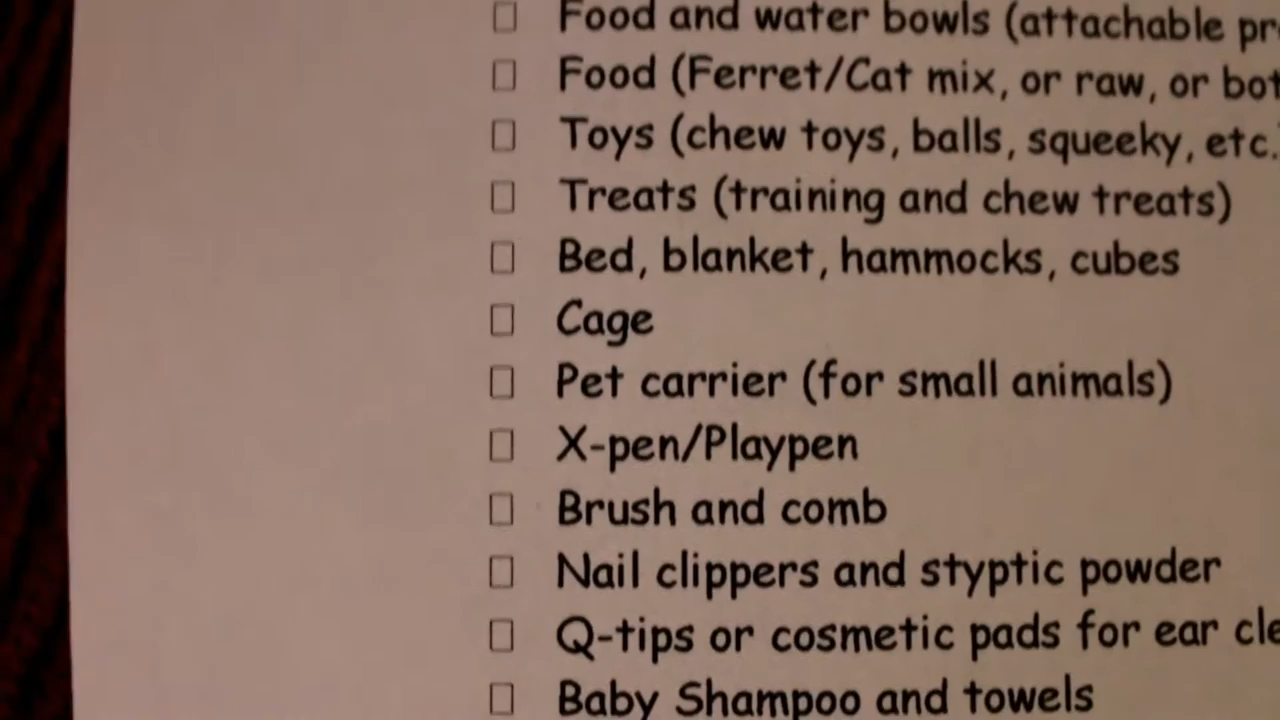 Food and water bowls (attachable
Food (Ferret/Cat mix, or raw, or
Toys (chew toys, balls, squeeky, etc.
Treats (training and chew treats)
Bed, blanket, hammocks, cubes
Cage
Pet carrier (for small animals)
X-pen/Playpen
Brush and comb
Nail clippers and styptic powder
Q-tips or cosmetic pads for ear
Baby Shampoo and towels